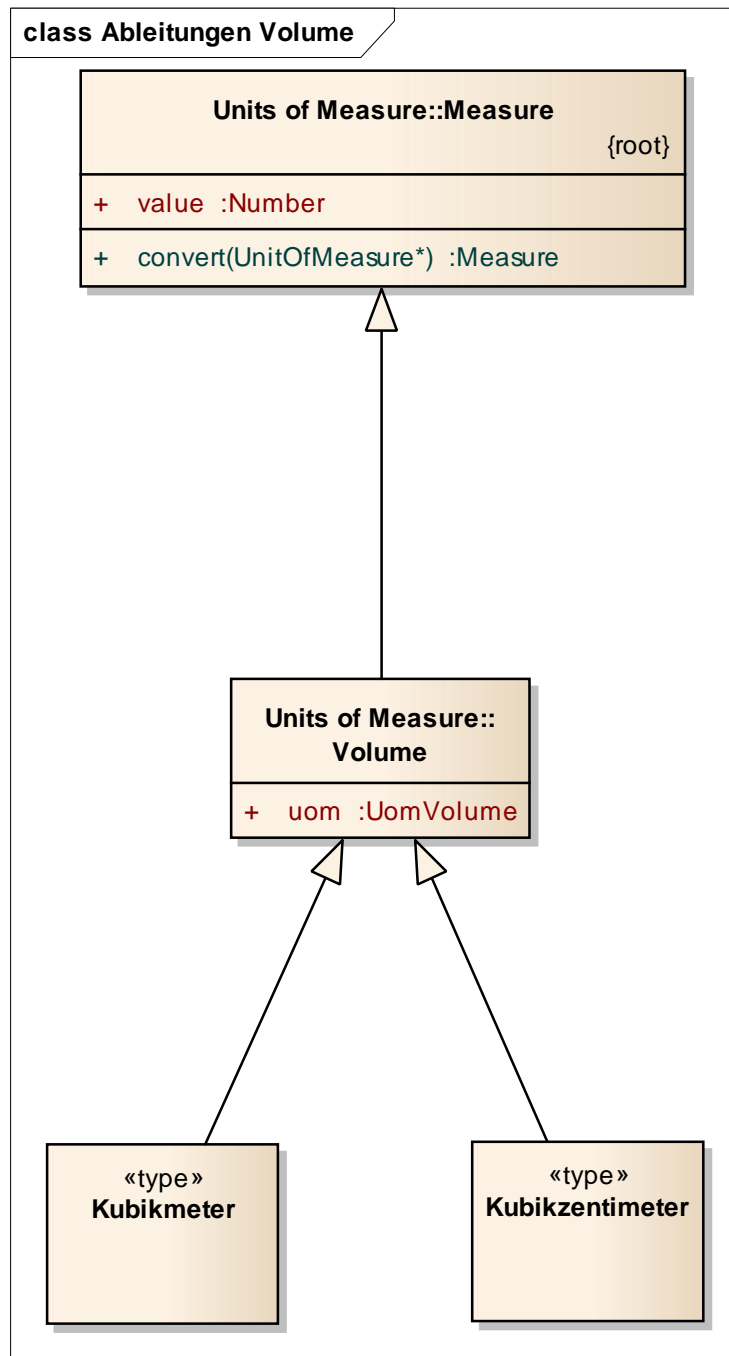 class Ableitungen Volume
Units of Measure::Measure
{root}
+ value :Number
+ convert(UnitOfMeasure*) :Measure
Units of Measure::
Volume
+ uom :UomVolume
«type»
Kubikmeter
«type»
Kubikzentimeter